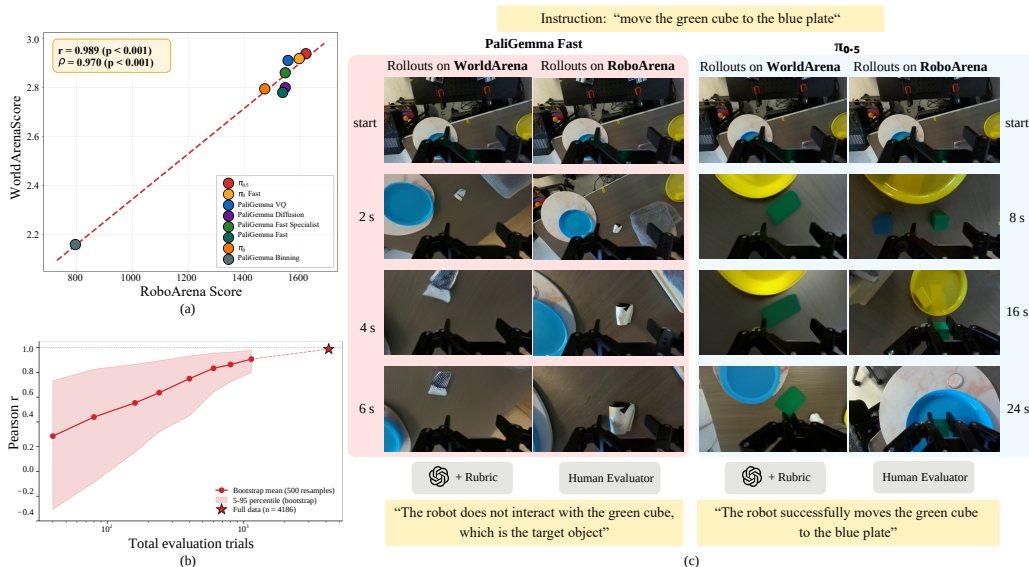 3.0
2.8
2.6
2.4
2.2
WorldArenaScore
r = 0.989 (p < 0.001)
ρ = 0.970 (p < 0.001)
π0.5
π0 Fast
PaliGemma VQ
PaliGemma Diffusion
PaliGemma Fast Specialist
PaliGemma Fast
π0
PaliGemma Binning
800 1000 1200 1400 1600
RoboArena Score
(a)
1.0
0.8
0.6
0.4
0.2
0.0
−0.2
−0.4
Pearson r
Bootstrap mean (500 resamples)
5-95 percentile (bootstrap)
Full data (n = 4186)
10² 10³
Total evaluation trials
(b)
Instruction: “move the green cube to the blue plate“
PaliGemma Fast
π0.5
Rollouts on WorldArena Rollouts on RoboArena
Rollouts on WorldArena Rollouts on RoboArena
start start
2 s 8 s
4 s 16 s
6 s 24 s
+ Rubric Human Evaluator + Rubric Human Evaluator
“The robot does not interact with the green cube,
which is the target object”
“The robot successfully moves the green cube
to the blue plate”
(c)